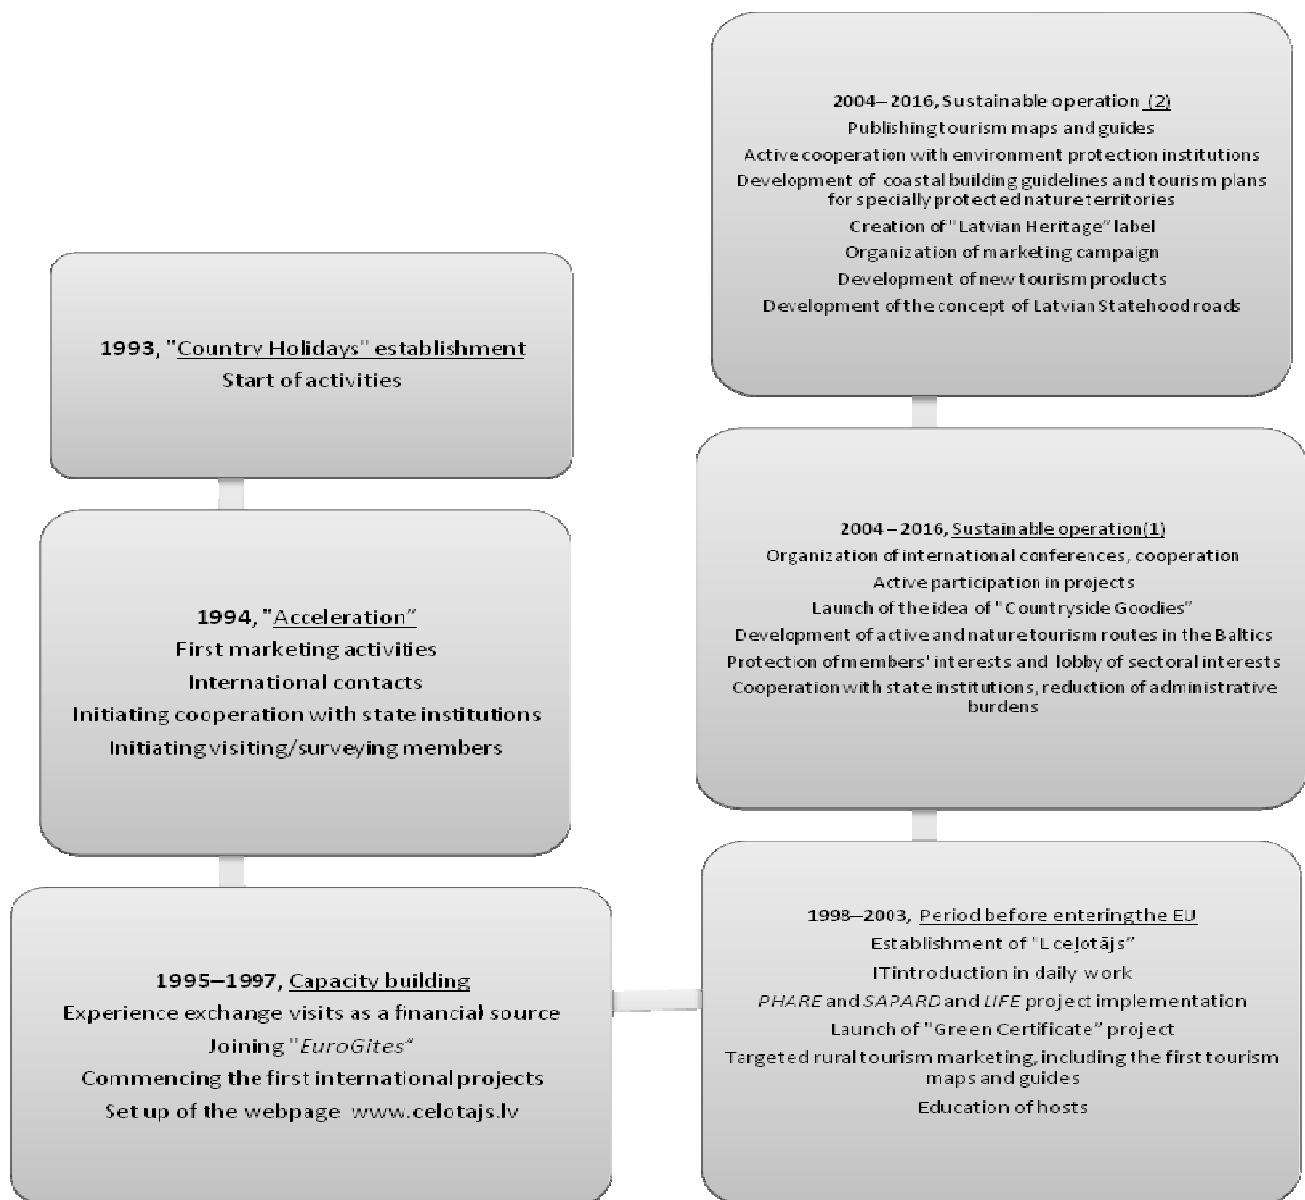 1993, "Country Holidays" establishment
Start of activities
1994, "Acceleration”
First marketing activities
International contacts
Initiating cooperation with state institutions
Initiating visiting/surveying members
1995–1997, Capacity building
Experience exchange visits as a financial source
Joining "EuroGites“
Commencing the first international projects
Set up of the webpage www.celotajs.lv
1998–2003, Period before entering the EU
Establishment of "L ceļotājs”
IT introduction in daily work
PHARE and SAPARD and LIFE project implementation
Launch of "Green Certificate” project
Targeted rural tourism marketing, including the first tourism
maps and guides
Education of hosts
2004 – 2016, Sustainable operation(1)
Organization of international conferences, cooperation
Active participation in projects
Launch of the idea of "Countryside Goodies”
Development of active and nature tourism routes in the Baltics
Protection of members' interests and lobby of sectoral interests
Cooperation with state institutions, reduction of administrative
burdens
2004–2016, Sustainable operation (2)
Publishing tourism maps and guides
Active cooperation with environment protection institutions
Development of coastal building guidelines and tourism plans
for specially protected nature territories
Creation of "Latvian Heritage” label
Organization of marketing campaign
Development of new tourism products
Development of the concept of Latvian Statehood roads